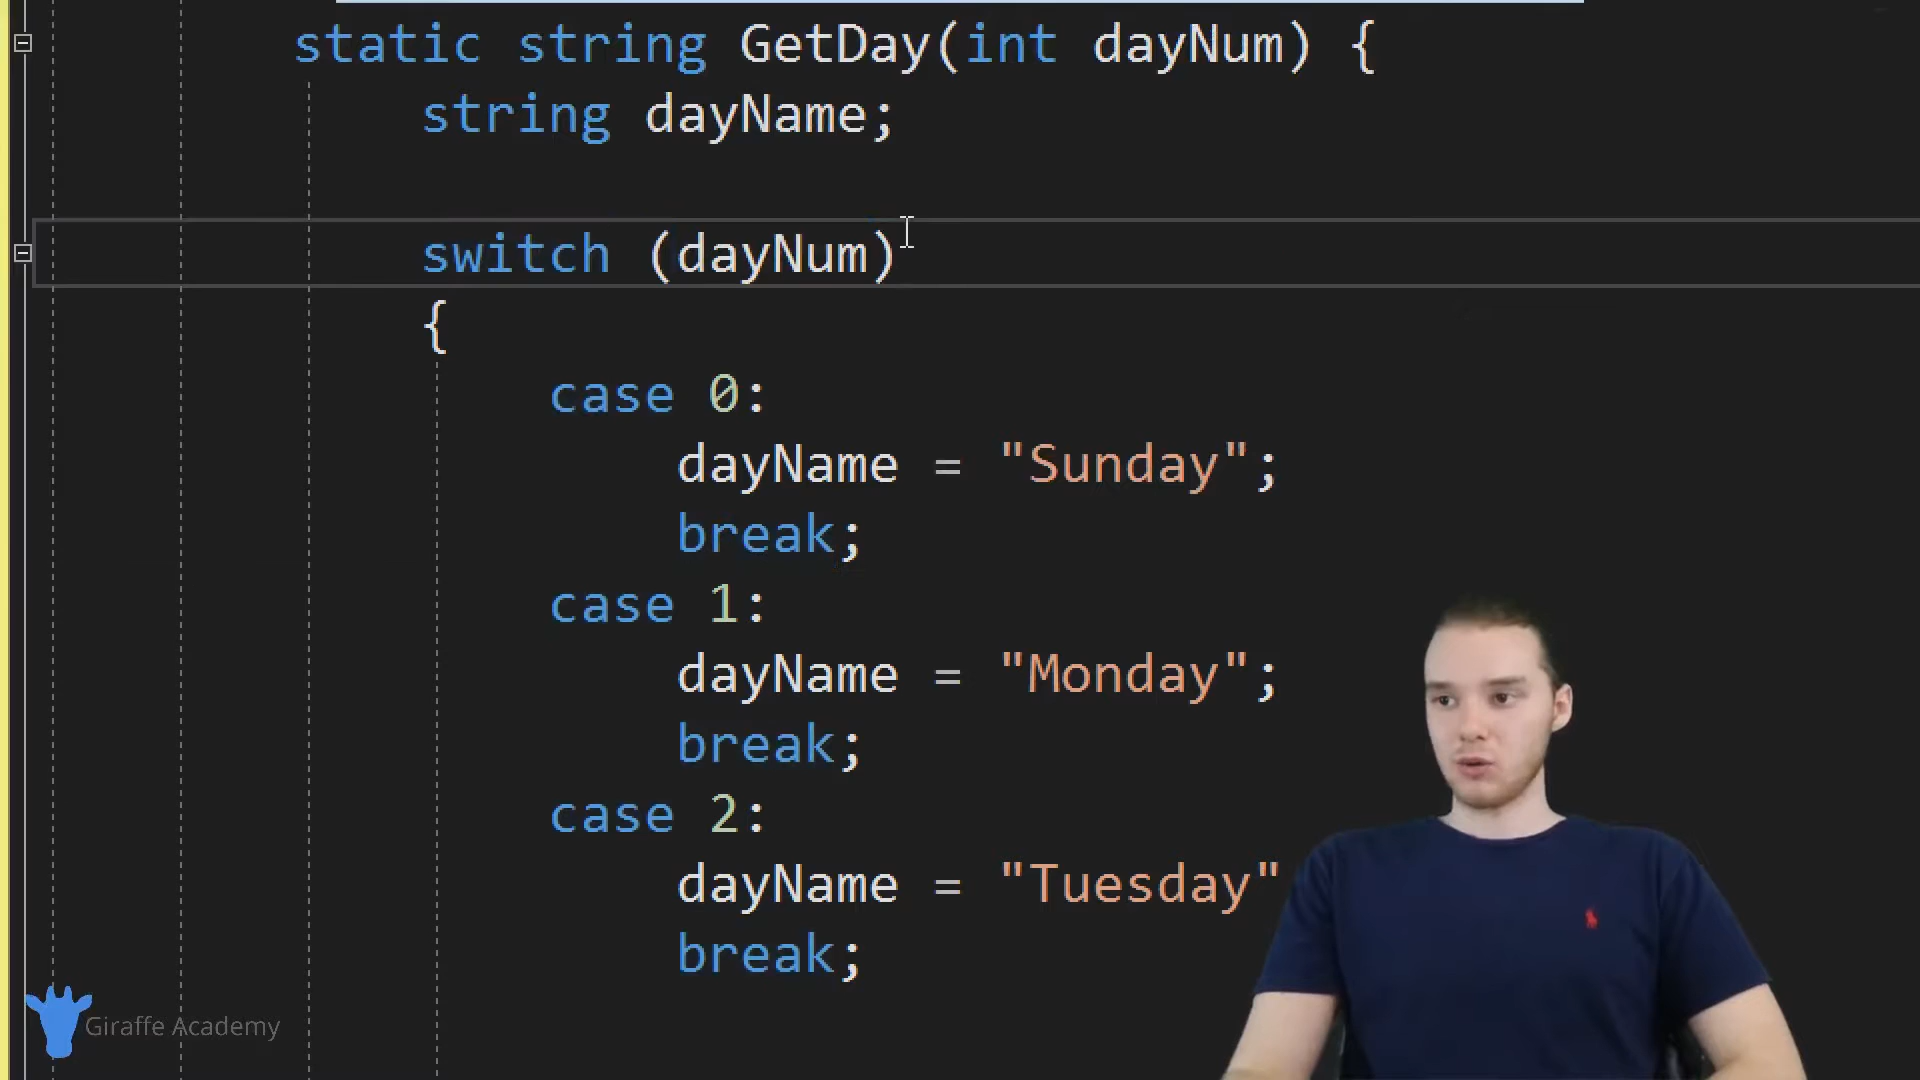 static string GetDay(int dayNum) {
string dayName;
switch (dayNum)
{
case 0:
dayName = "Sunday";
break;
case 1:
dayName = "Monday";
break;
case 2:
dayName = "Tuesday"
break;
Giraffe Academy